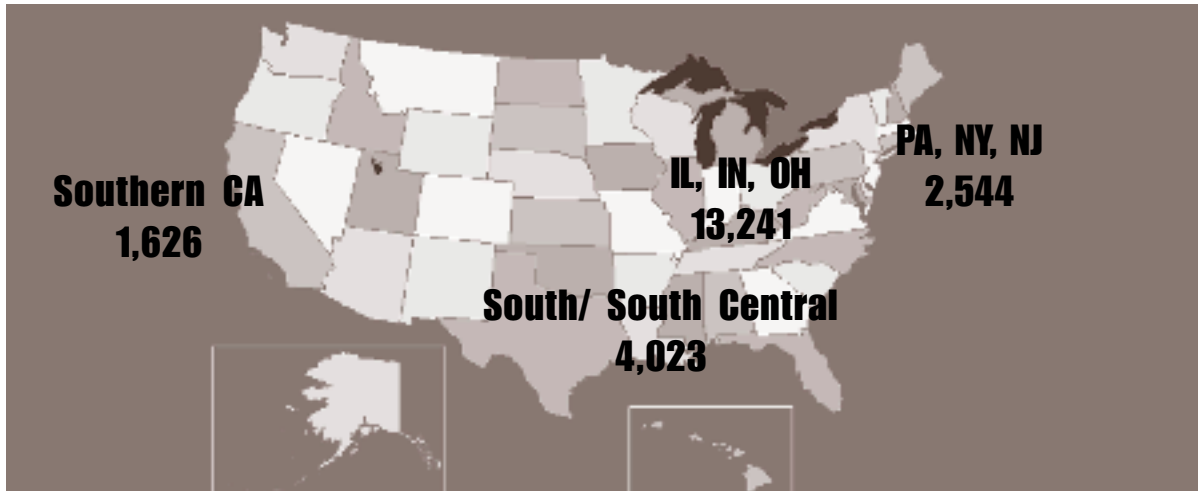 PA, NY, NJ
2,544
IL, IN, OH
13,241
Southern CA
1,626
South/ South Central
4,023